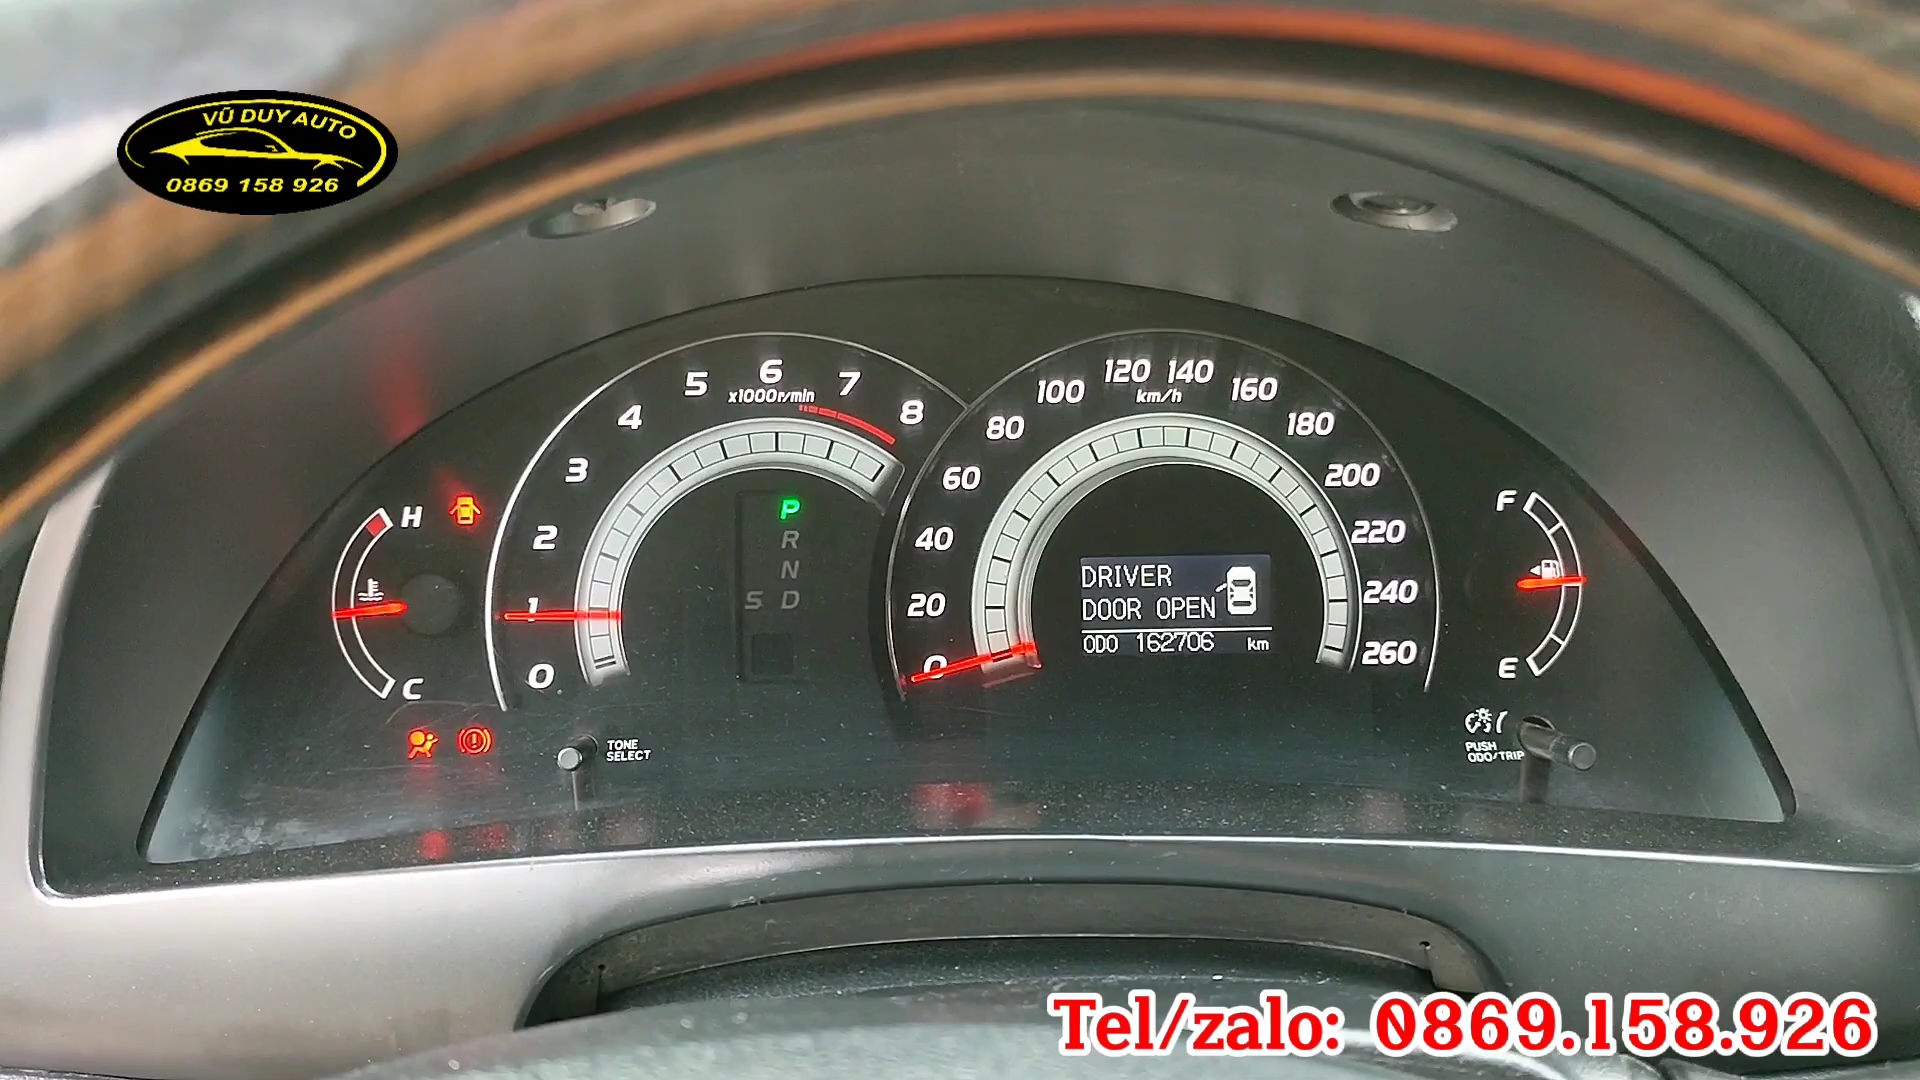 VŨ DUY AUTO
0869 158 926
0
1
2
3
4
5
6
7
8
x1000r/min
H
C
P
R
N
S D
0
20
40
60
80
100
120
140
160
180
200
220
240
260
km/h
DRIVER
DOOR OPEN
ODO 162706 km
F
E
TONE
SELECT
PUSH
ODO/TRIP
Tel/zalo: 0869.158.926